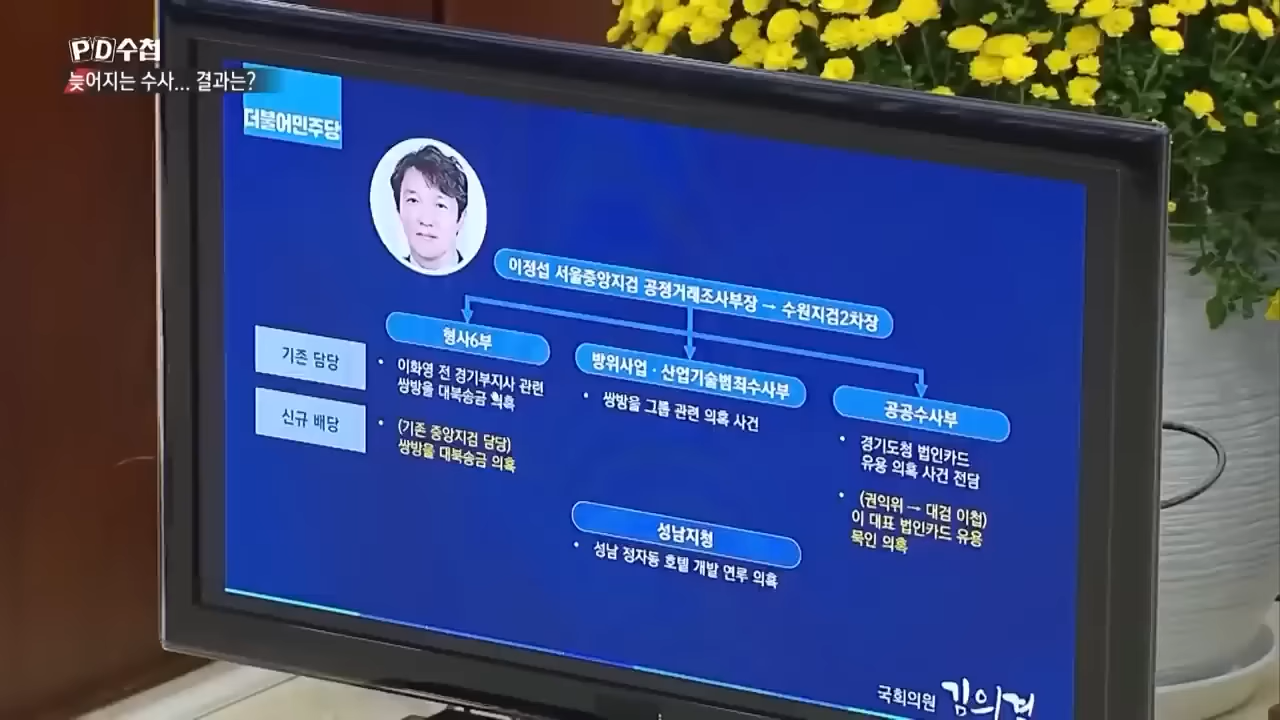 PD수첩
늦어지는 수사... 결과는?
더불어민주당
이정섭 서울중앙지검 공정거래조사부장 → 수원지검2차장
형사6부
방위사업·산업기술범죄수사부
공공수사부
기존 담당
• 이화영 전 경기부지사 관련
쌍방울 대북송금 의혹
• 쌍방울 그룹 관련 의혹 사건
• 경기도청 법인카드
유용 의혹 사건 전담
신규 배당
• (기존 중앙지검 담당)
쌍방울 대북송금 의혹
• (권익위 → 대검 이첩)
이 대표 법인카드 유용
묵인 의혹
성남지청
• 성남 정자동 호텔 개발 연루 의혹
국회의원 김의겸